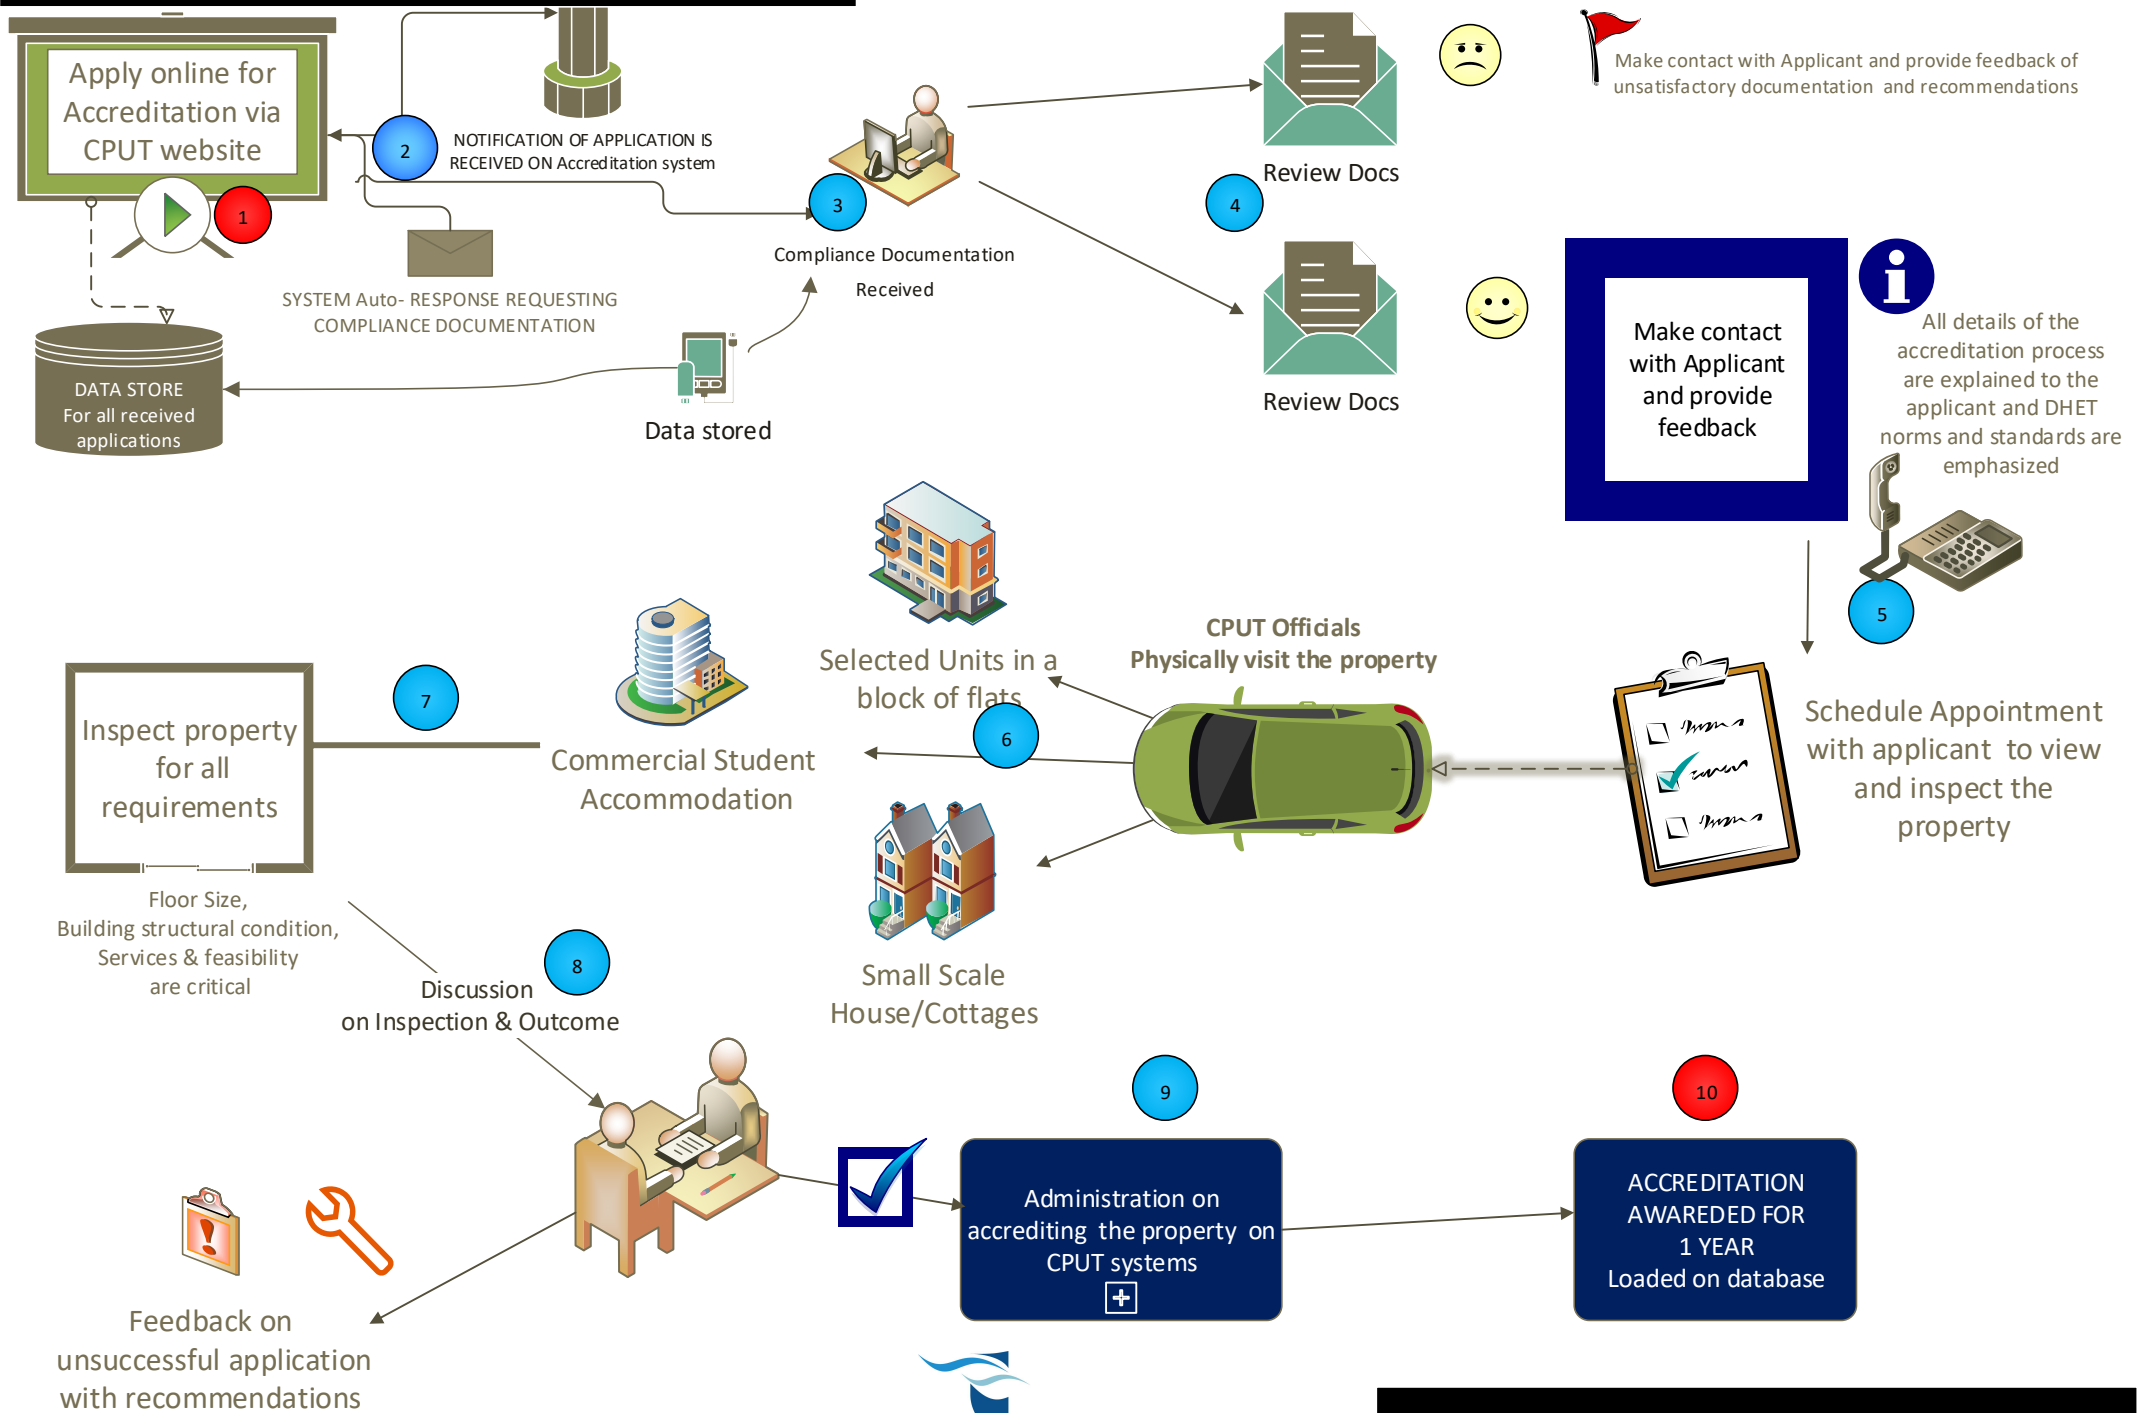 Apply online for
Accreditation via
CPUT website
1
2
NOTIFICATION OF APPLICATION IS
RECEIVED ON Accreditation system
SYSTEM Auto- RESPONSE REQUESTING
COMPLIANCE DOCUMENTATION
DATA STORE
For all received
applications
Data stored
3
Compliance Documentation
Received
4
Review Docs
Make contact with Applicant and provide feedback of
unsatisfactory documentation and recommendations
Review Docs
Make contact
with Applicant
and provide
feedback
i
All details of the
accreditation process
are explained to the
applicant and DHET
norms and standards are
emphasized
5
Schedule Appointment
with applicant to view
and inspect the
property
CPUT Officials
Physically visit the property
6
Selected Units in a
block of flats
Commercial Student
Accommodation
Small Scale
House/Cottages
7
Inspect property
for all
requirements
Floor Size,
Building structural condition,
Services & feasibility
are critical
8
Discussion
on Inspection & Outcome
Feedback on
unsuccessful application
with recommendations
9
Administration on
accrediting the property on
CPUT systems
10
ACCREDITATION
AWAREDED FOR
1 YEAR
Loaded on database